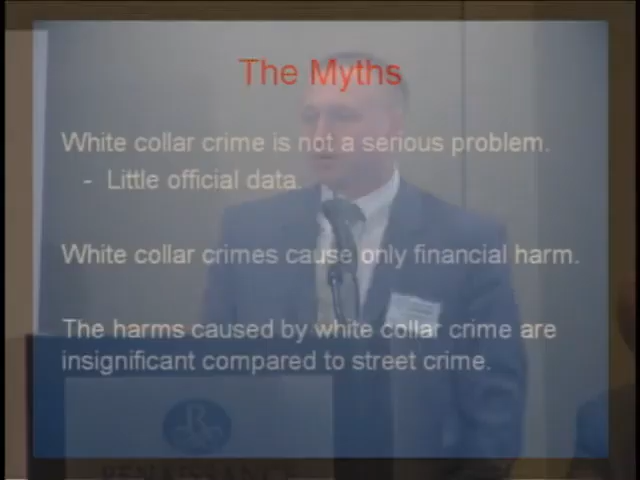 The Myths
White collar crime is not a serious problem.
- Little official data.
White collar crimes cause only financial harm.
The harms caused by white collar crime are
insignificant compared to street crime.
R
RENAISSANCE